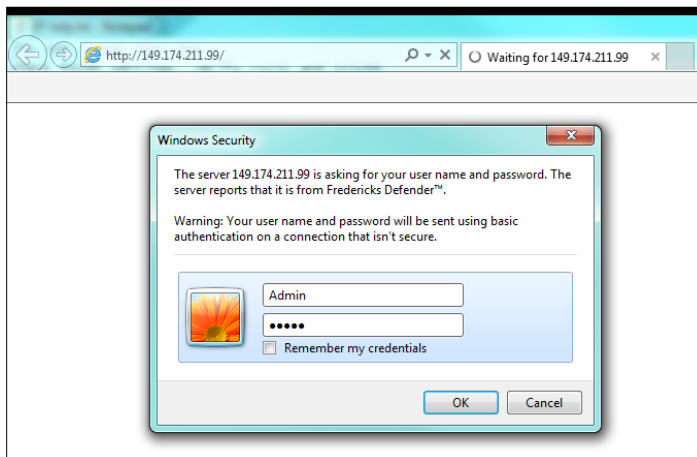 http://149.174.211.99/
Waiting for 149.174.211.99
Windows Security
The server 149.174.211.99 is asking for your user name and password. The
server reports that it is from Fredericks Defender™.
Warning: Your user name and password will be sent using basic
authentication on a connection that isn't secure.
Admin
•••••
Remember my credentials
OK
Cancel